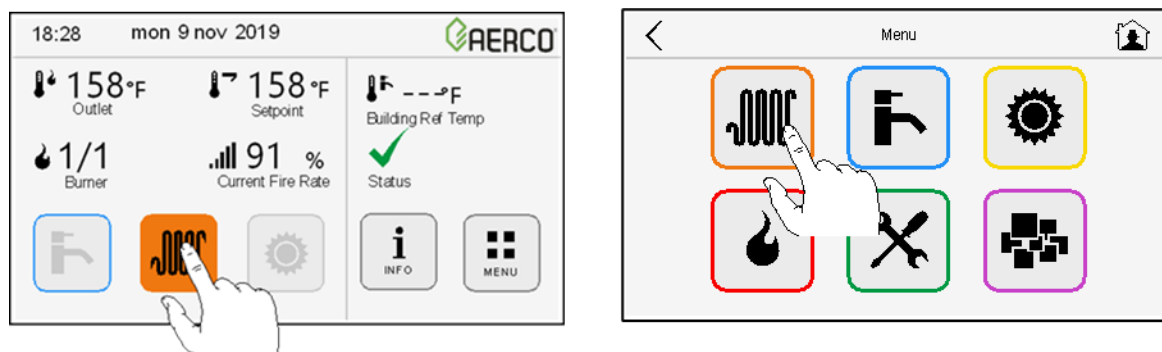 18:28 mon 9 nov 2019 AERCO
158°F 158°F ---°F
Outlet Setpoint Building Ref Temp
1/1 91 %
Burner Current Fire Rate Status
i
INFO MENU
Menu